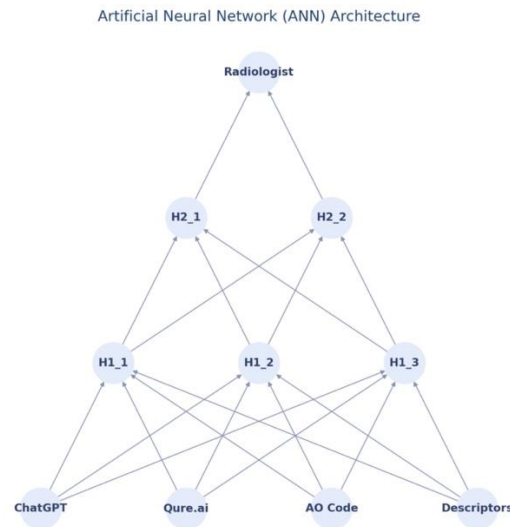 Artificial Neural Network (ANN) Architecture
Radiologist
H2_1 H2_2
H1_1 H1_2 H1_3
ChatGPT Qure.ai AO Code Descriptors